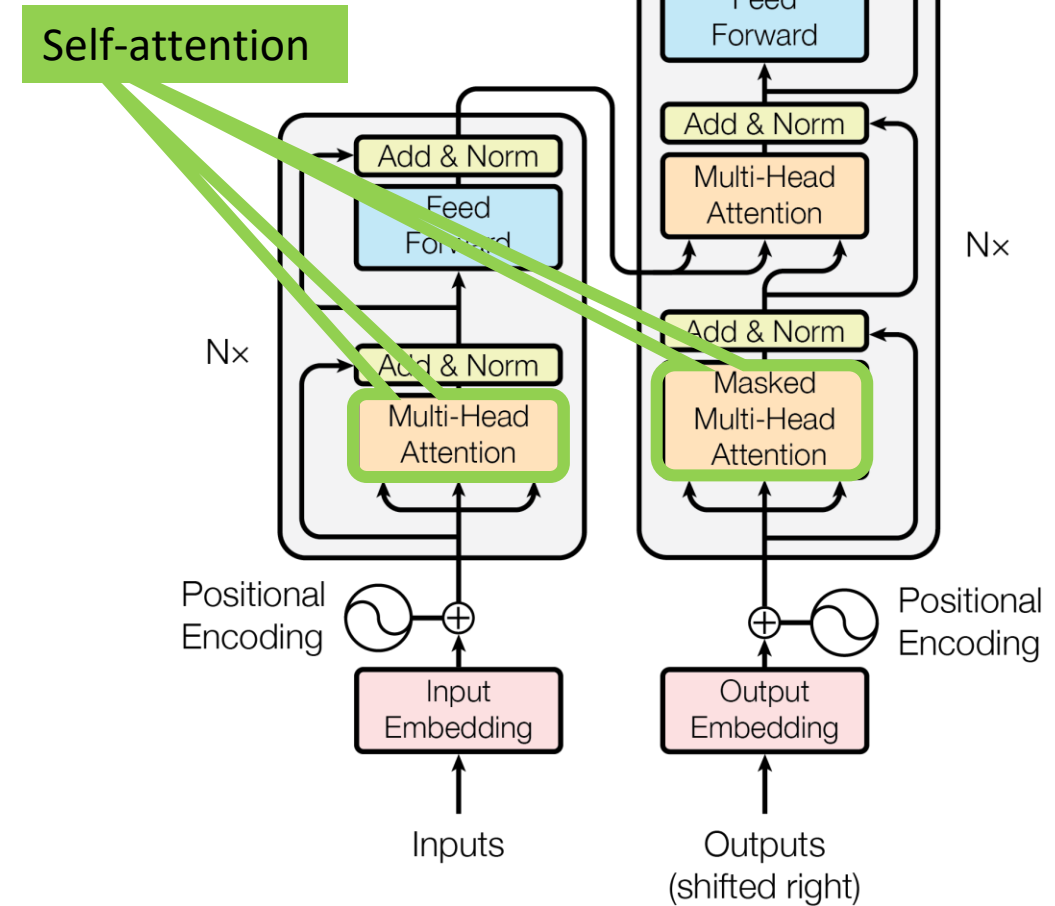 Self-attention
Feed
Forward
Add & Norm
Multi-Head
Attention
Nx
Add & Norm
Masked
Multi-Head
Attention
Add & Norm
Feed
Forward
Nx
Add & Norm
Multi-Head
Attention
Positional
Encoding
Positional
Encoding
Input
Embedding
Output
Embedding
Inputs
Outputs
(shifted right)